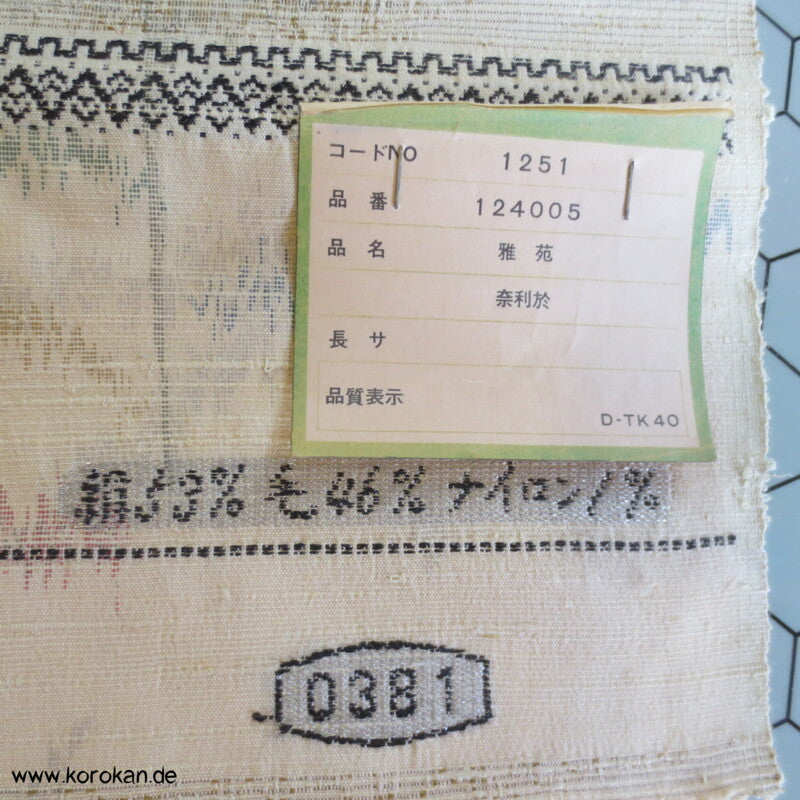 コードNO 1251
品番 124005
品名 雅苑
奈利於
長サ
品質表示
D-TK40
絹53% 毛46% ナイロン1%
0381
www.korokan.de